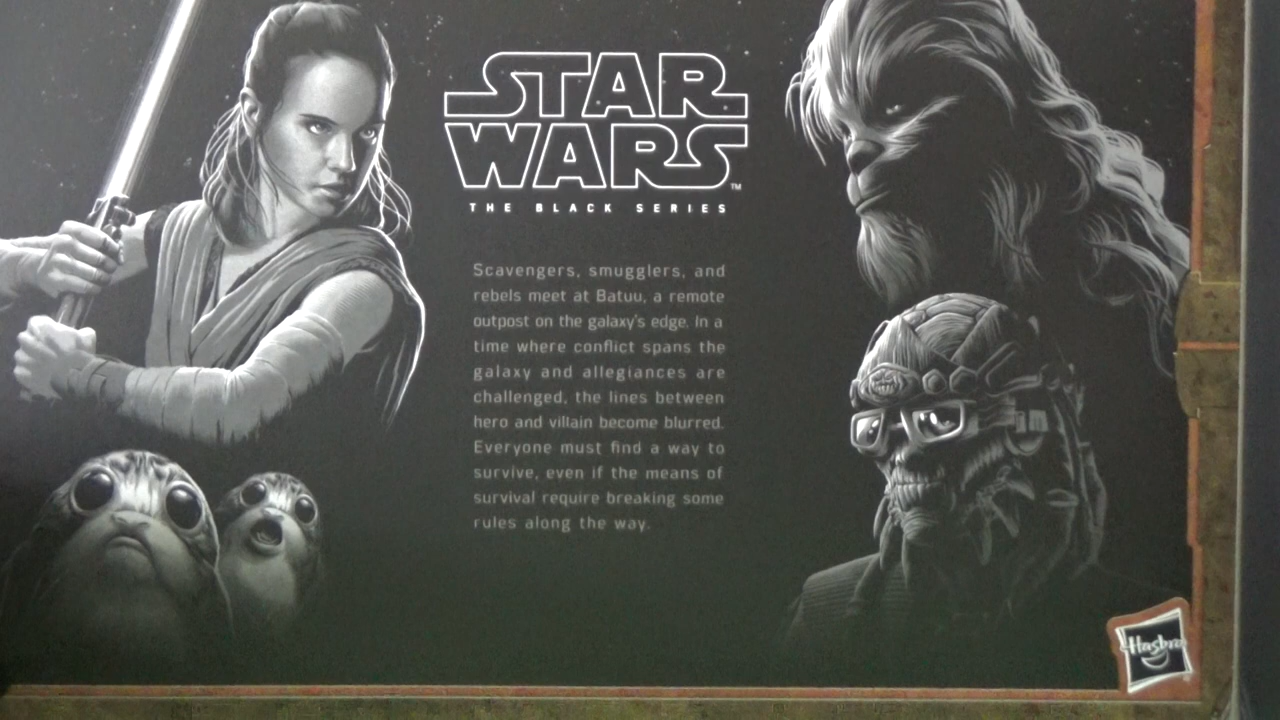 STAR
WARS™
THE BLACK SERIES
Scavengers, smugglers, and
rebels meet at Batuu, a remote
outpost on the galaxy's edge. In a
time where conflict spans the
galaxy and allegiances are
challenged, the lines between
hero and villain become blurred.
Everyone must find a way to
survive, even if the means of
survival require breaking some
rules along the way.
Hasbro